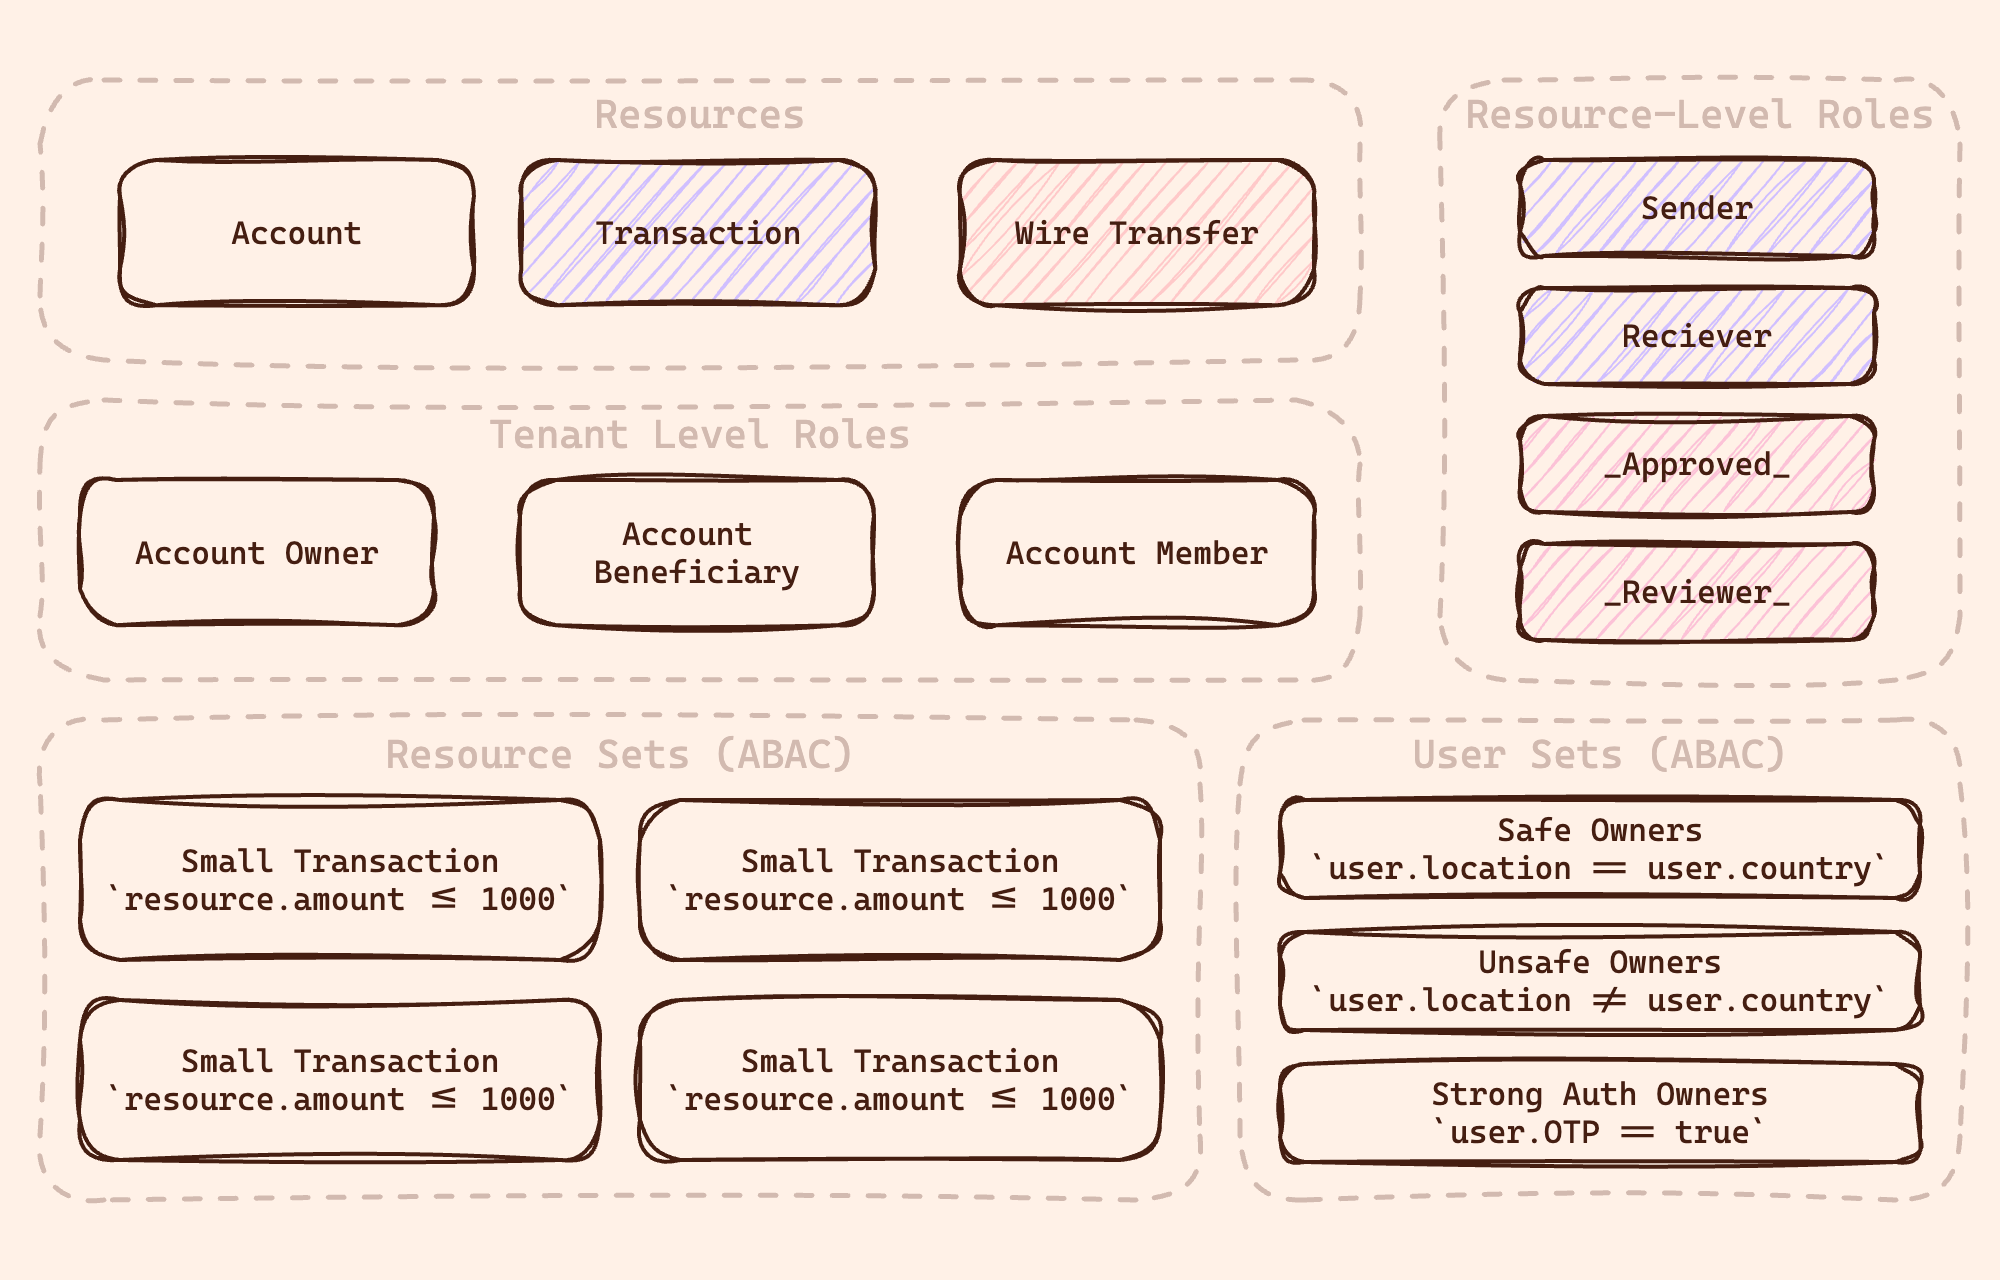 Resources
Account
Transaction
Wire Transfer
Resource-Level Roles
Sender
Reciever
_Approved_
_Reviewer_
Tenant Level Roles
Account Owner
Account
Beneficiary
Account Member
Resource Sets (ABAC)
Small Transaction
`resource.amount ≤ 1000`
Small Transaction
`resource.amount ≤ 1000`
Small Transaction
`resource.amount ≤ 1000`
Small Transaction
`resource.amount ≤ 1000`
User Sets (ABAC)
Safe Owners
`user.location == user.country`
Unsafe Owners
`user.location ≠ user.country`
Strong Auth Owners
`user.OTP == true`